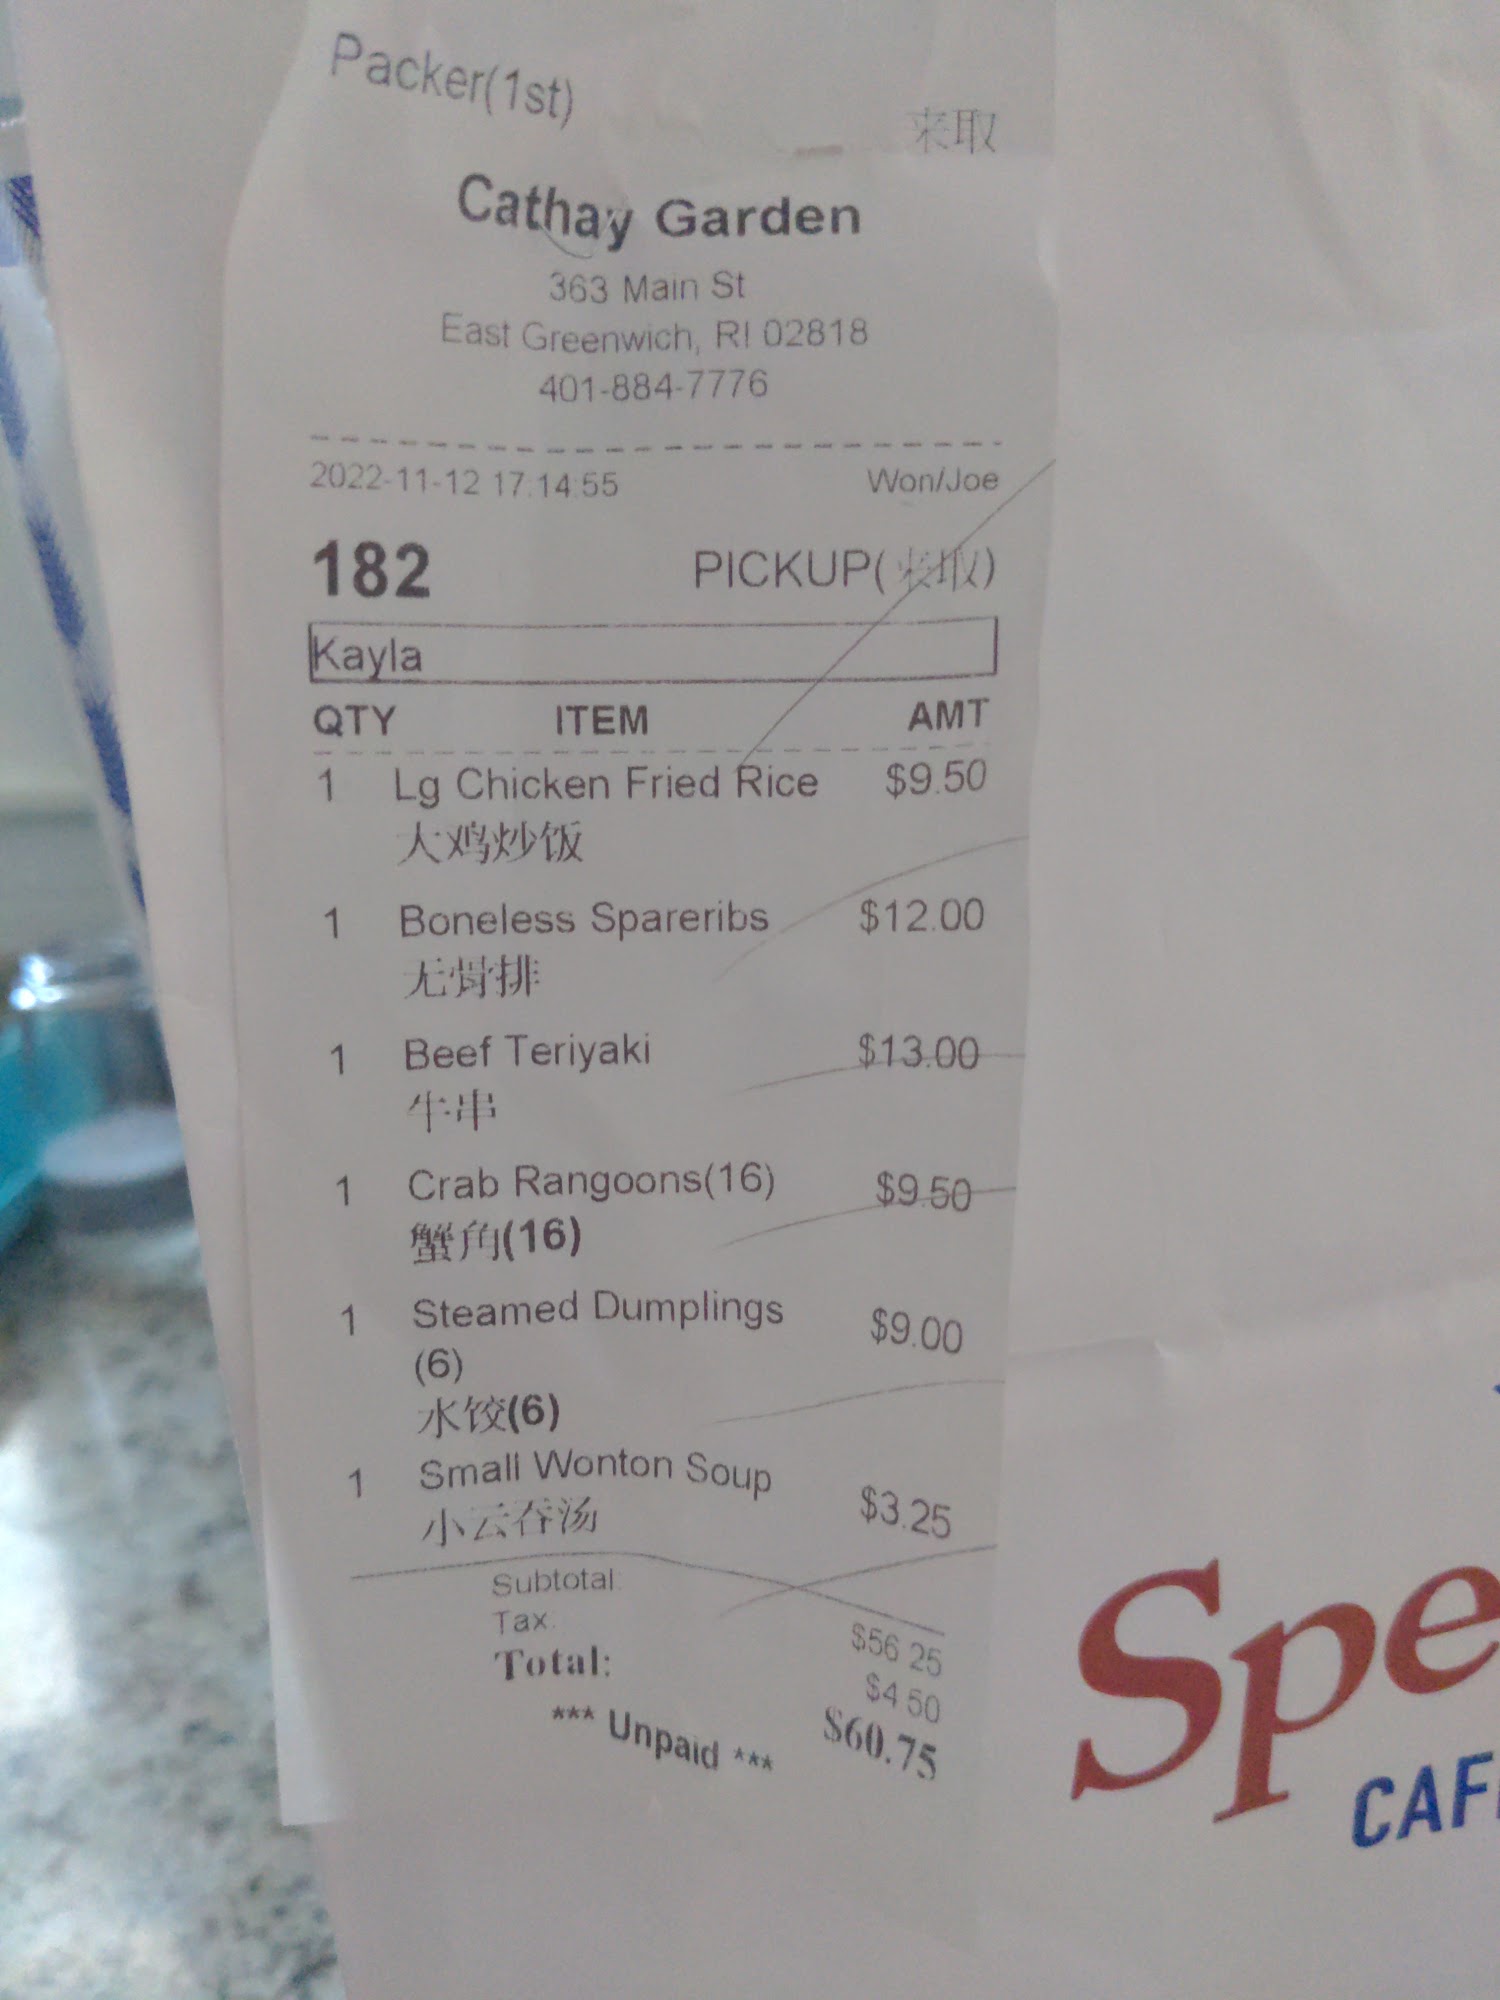 Packer(1st)
来取
Cathay Garden
363 Main St
East Greenwich, RI 02818
401-884-7776
2022-11-12 17:14:55 Won/Joe
182 PICKUP(来取)
Kayla
QTY ITEM AMT
1 Lg Chicken Fried Rice $9.50
大鸡炒饭
1 Boneless Spareribs $12.00
无骨排
1 Beef Teriyaki $13.00
牛串
1 Crab Rangoons(16) $9.50
蟹角(16)
1 Steamed Dumplings $9.00
(6)
水饺(6)
1 Small Wonton Soup $3.25
小云吞汤
Subtotal: $56.25
Tax: $4.50
Total: $60.75
*** Unpaid ***
Spe
CAF